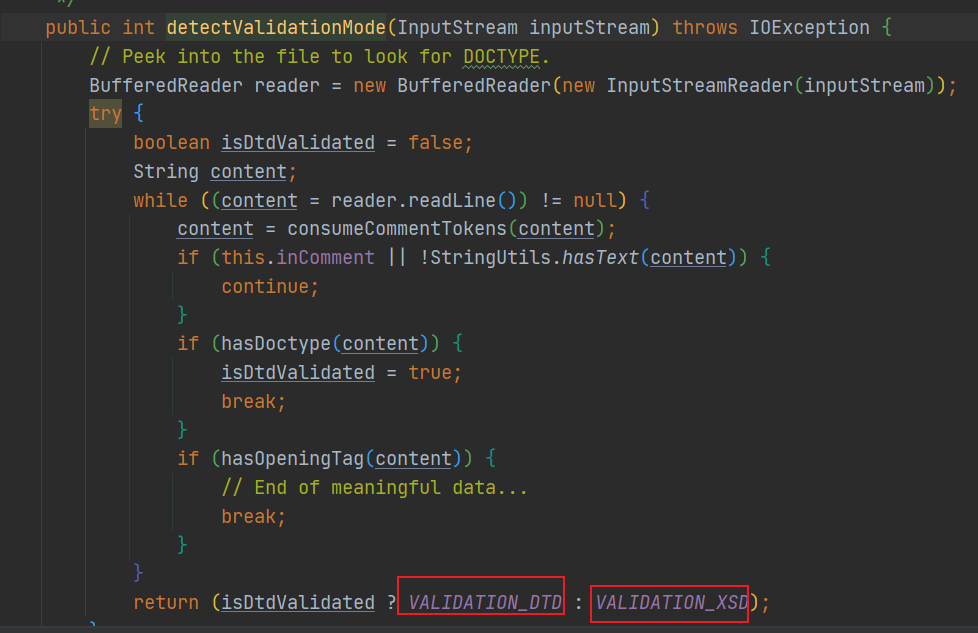 */
public int detectValidationMode(InputStream inputStream) throws IOException {
// Peek into the file to look for DOCTYPE.
BufferedReader reader = new BufferedReader(new InputStreamReader(inputStream));
try {
boolean isDtdValidated = false;
String content;
while ((content = reader.readLine()) != null) {
content = consumeCommentTokens(content);
if (this.inComment || !StringUtils.hasText(content)) {
continue;
}
if (hasDoctype(content)) {
isDtdValidated = true;
break;
}
if (hasOpeningTag(content)) {
// End of meaningful data...
break;
}
}
return (isDtdValidated ? VALIDATION_DTD : VALIDATION_XSD);
}